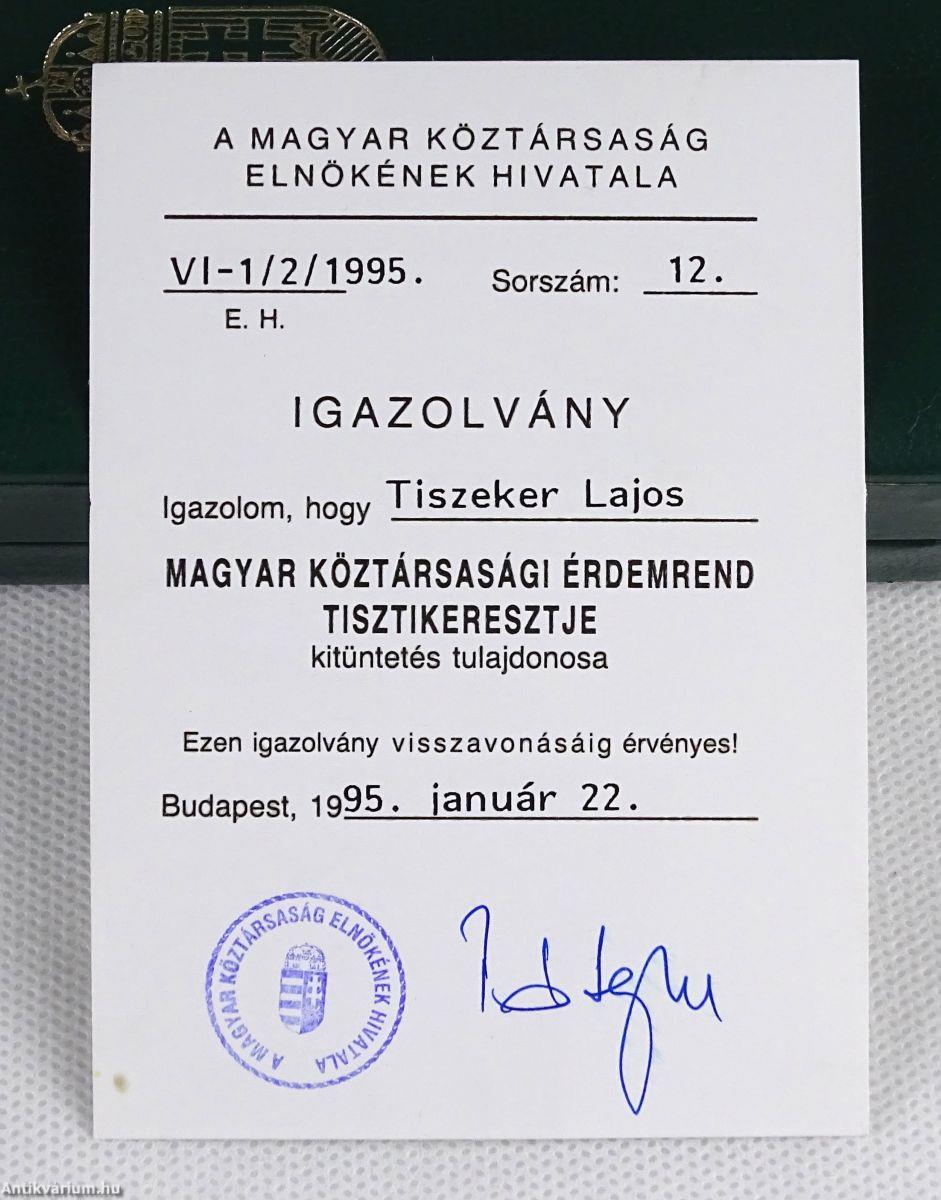 A MAGYAR KÖZTÁRSASÁG
ELNÖKÉNEK HIVATALA
VI-1/2/1995. Sorszám: 12.
E. H.
IGAZOLVÁNY
Igazolom, hogy Tiszeker Lajos
MAGYAR KÖZTÁRSASÁGI ÉRDEMREND
TISZTIKERESZTJE
kitüntetés tulajdonosa
Ezen igazolvány visszavonásáig érvényes!
Budapest, 1995. január 22.
A MAGYAR KÖZTÁRSASÁG ELNÖKÉNEK HIVATALA
Antikvárium.hu